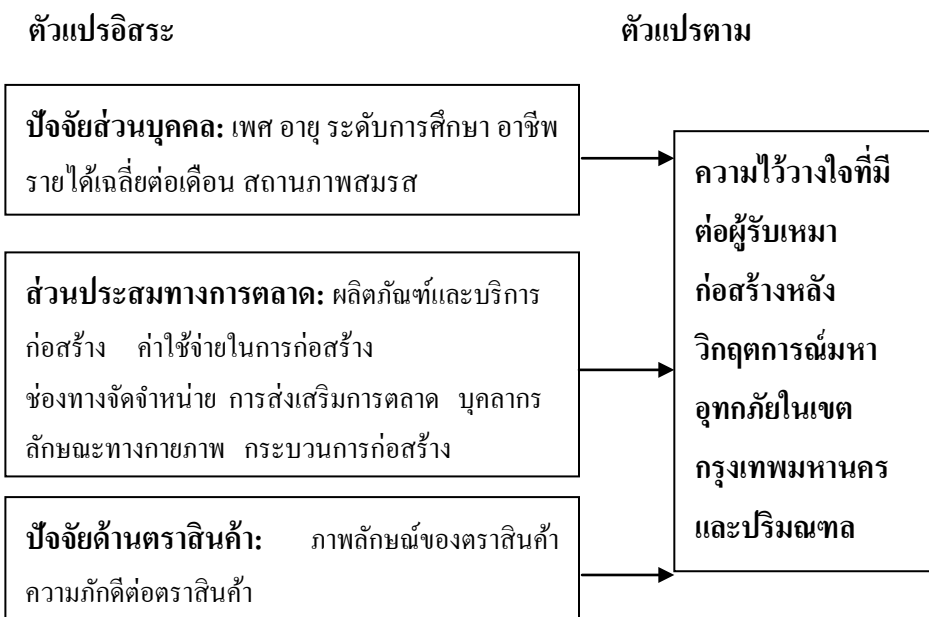 ตัวแปรอิสระ
ตัวแปรตาม
ปัจจัยส่วนบุคคล: เพศ อายุ ระดับการศึกษา อาชีพ
รายได้เฉลี่ยต่อเดือน สถานภาพสมรส
ส่วนประสมทางการตลาด: ผลิตภัณฑ์และบริการ
ก่อสร้าง ค่าใช้จ่ายในการก่อสร้าง
ช่องทางจัดจำหน่าย การส่งเสริมการตลาด บุคลากร
ลักษณะทางกายภาพ กระบวนการก่อสร้าง
ปัจจัยด้านตราสินค้า: ภาพลักษณ์ของตราสินค้า
ความภักดีต่อตราสินค้า
ความไว้วางใจที่มี
ต่อผู้รับเหมา
ก่อสร้างหลัง
วิกฤตการณ์มหา
อุทกภัยในเขต
กรุงเทพมหานคร
และปริมณฑล